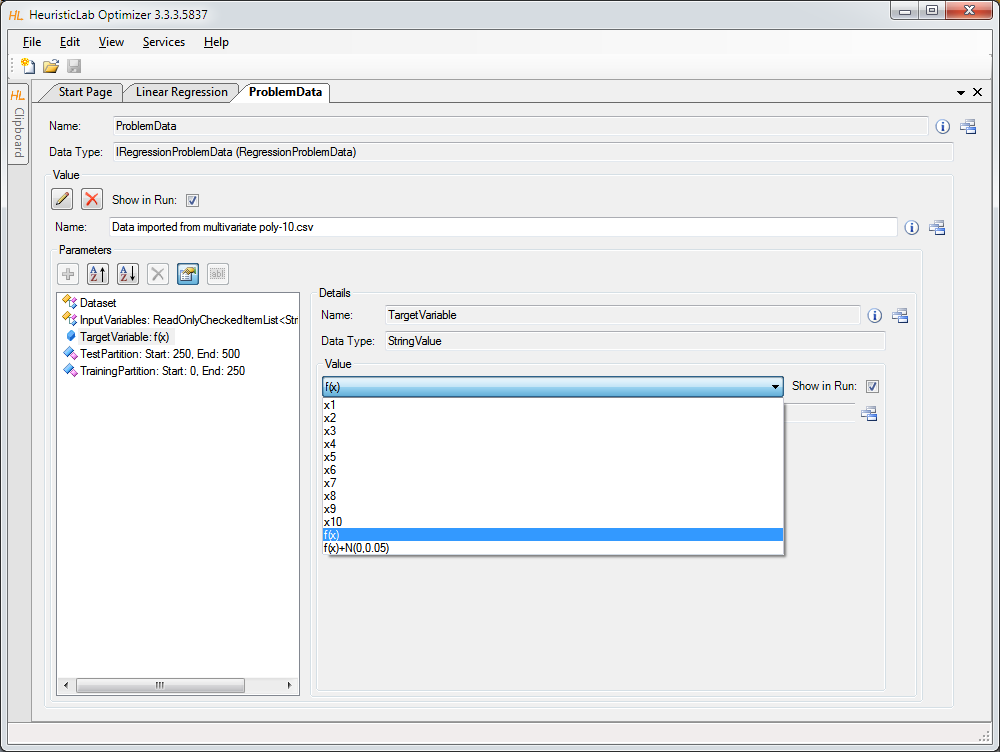 HL HeuristicLab Optimizer 3.3.3.5837
File Edit View Services Help
HL Clipboard
Start Page Linear Regression ProblemData
Name: ProblemData
Data Type: IRegressionProblemData (RegressionProblemData)
Value
Show in Run:
Name: Data imported from multivariate poly-10.csv
Parameters
A Z A Z ab|
Dataset
InputVariables: ReadOnlyCheckedItemList<Str
TargetVariable: f(x)
TestPartition: Start: 250, End: 500
TrainingPartition: Start: 0, End: 250
Details
Name: TargetVariable
Data Type: StringValue
Value
f(x) Show in Run:
x1
x2
x3
x4
x5
x6
x7
x8
x9
x10
f(x)
f(x)+N(0,0.05)